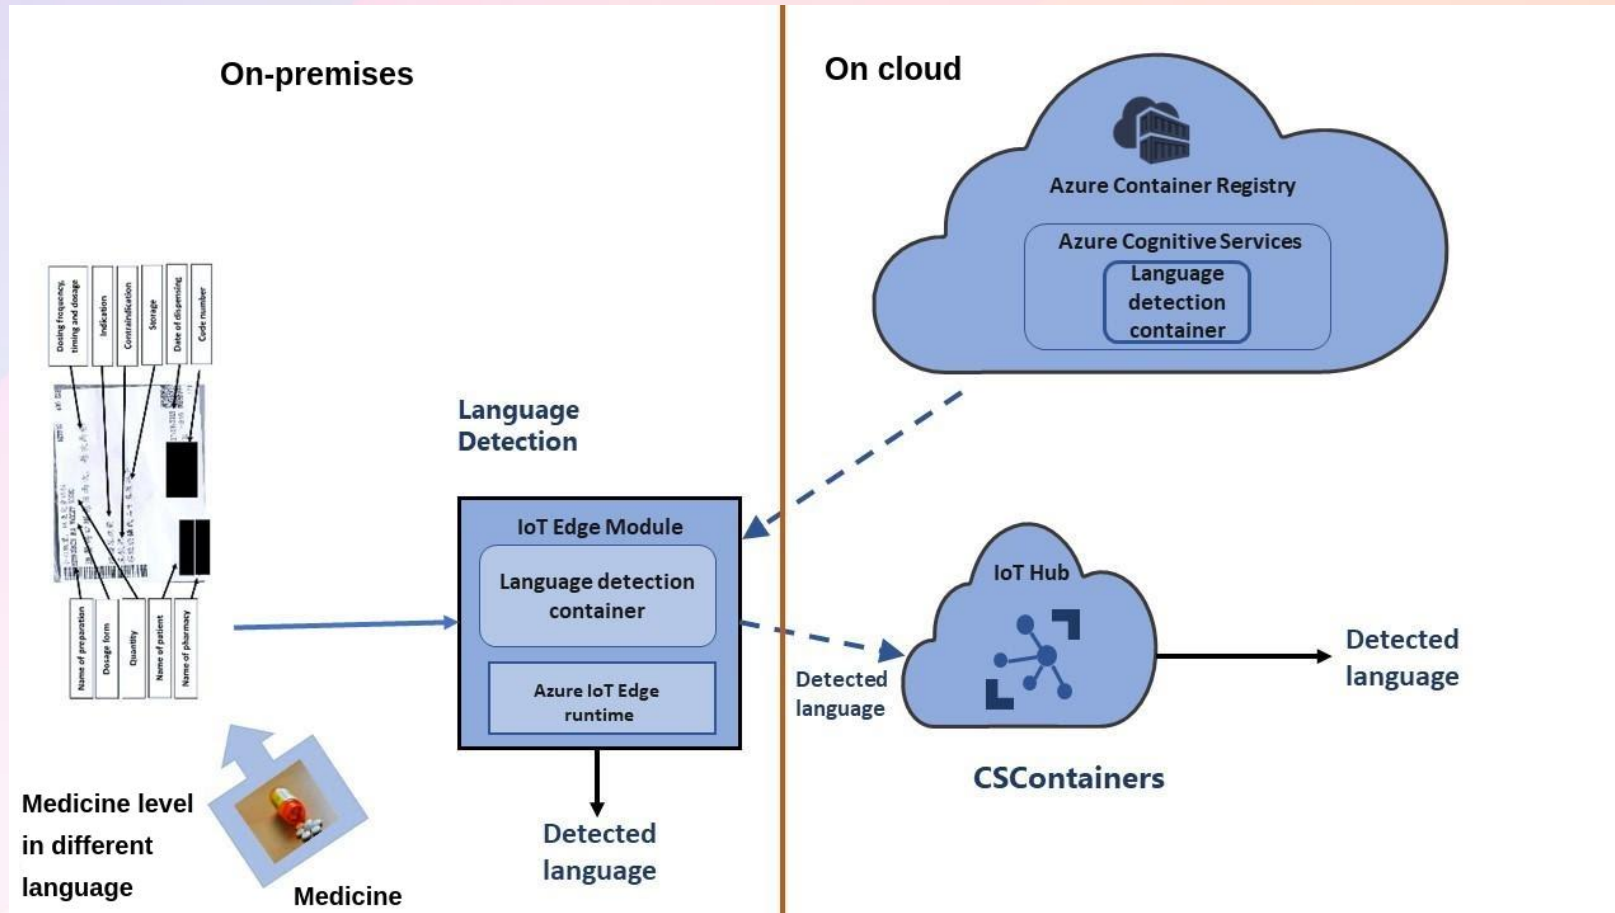 On-premises
On cloud
Azure Container Registry
Azure Cognitive Services
Language
detection
container
Dosing frequency,
timing and dosage
Indication
Contraindication
Storage
Date of dispensing
Code number
Name of preparation
Dosage form
Quantity
Name of patient
Name of pharmacy
Language
Detection
IoT Edge Module
Language detection
container
Azure IoT Edge
runtime
Detected
language
IoT Hub
Detected
language
CSContainers
Detected
language
Medicine level
in different
language
Medicine